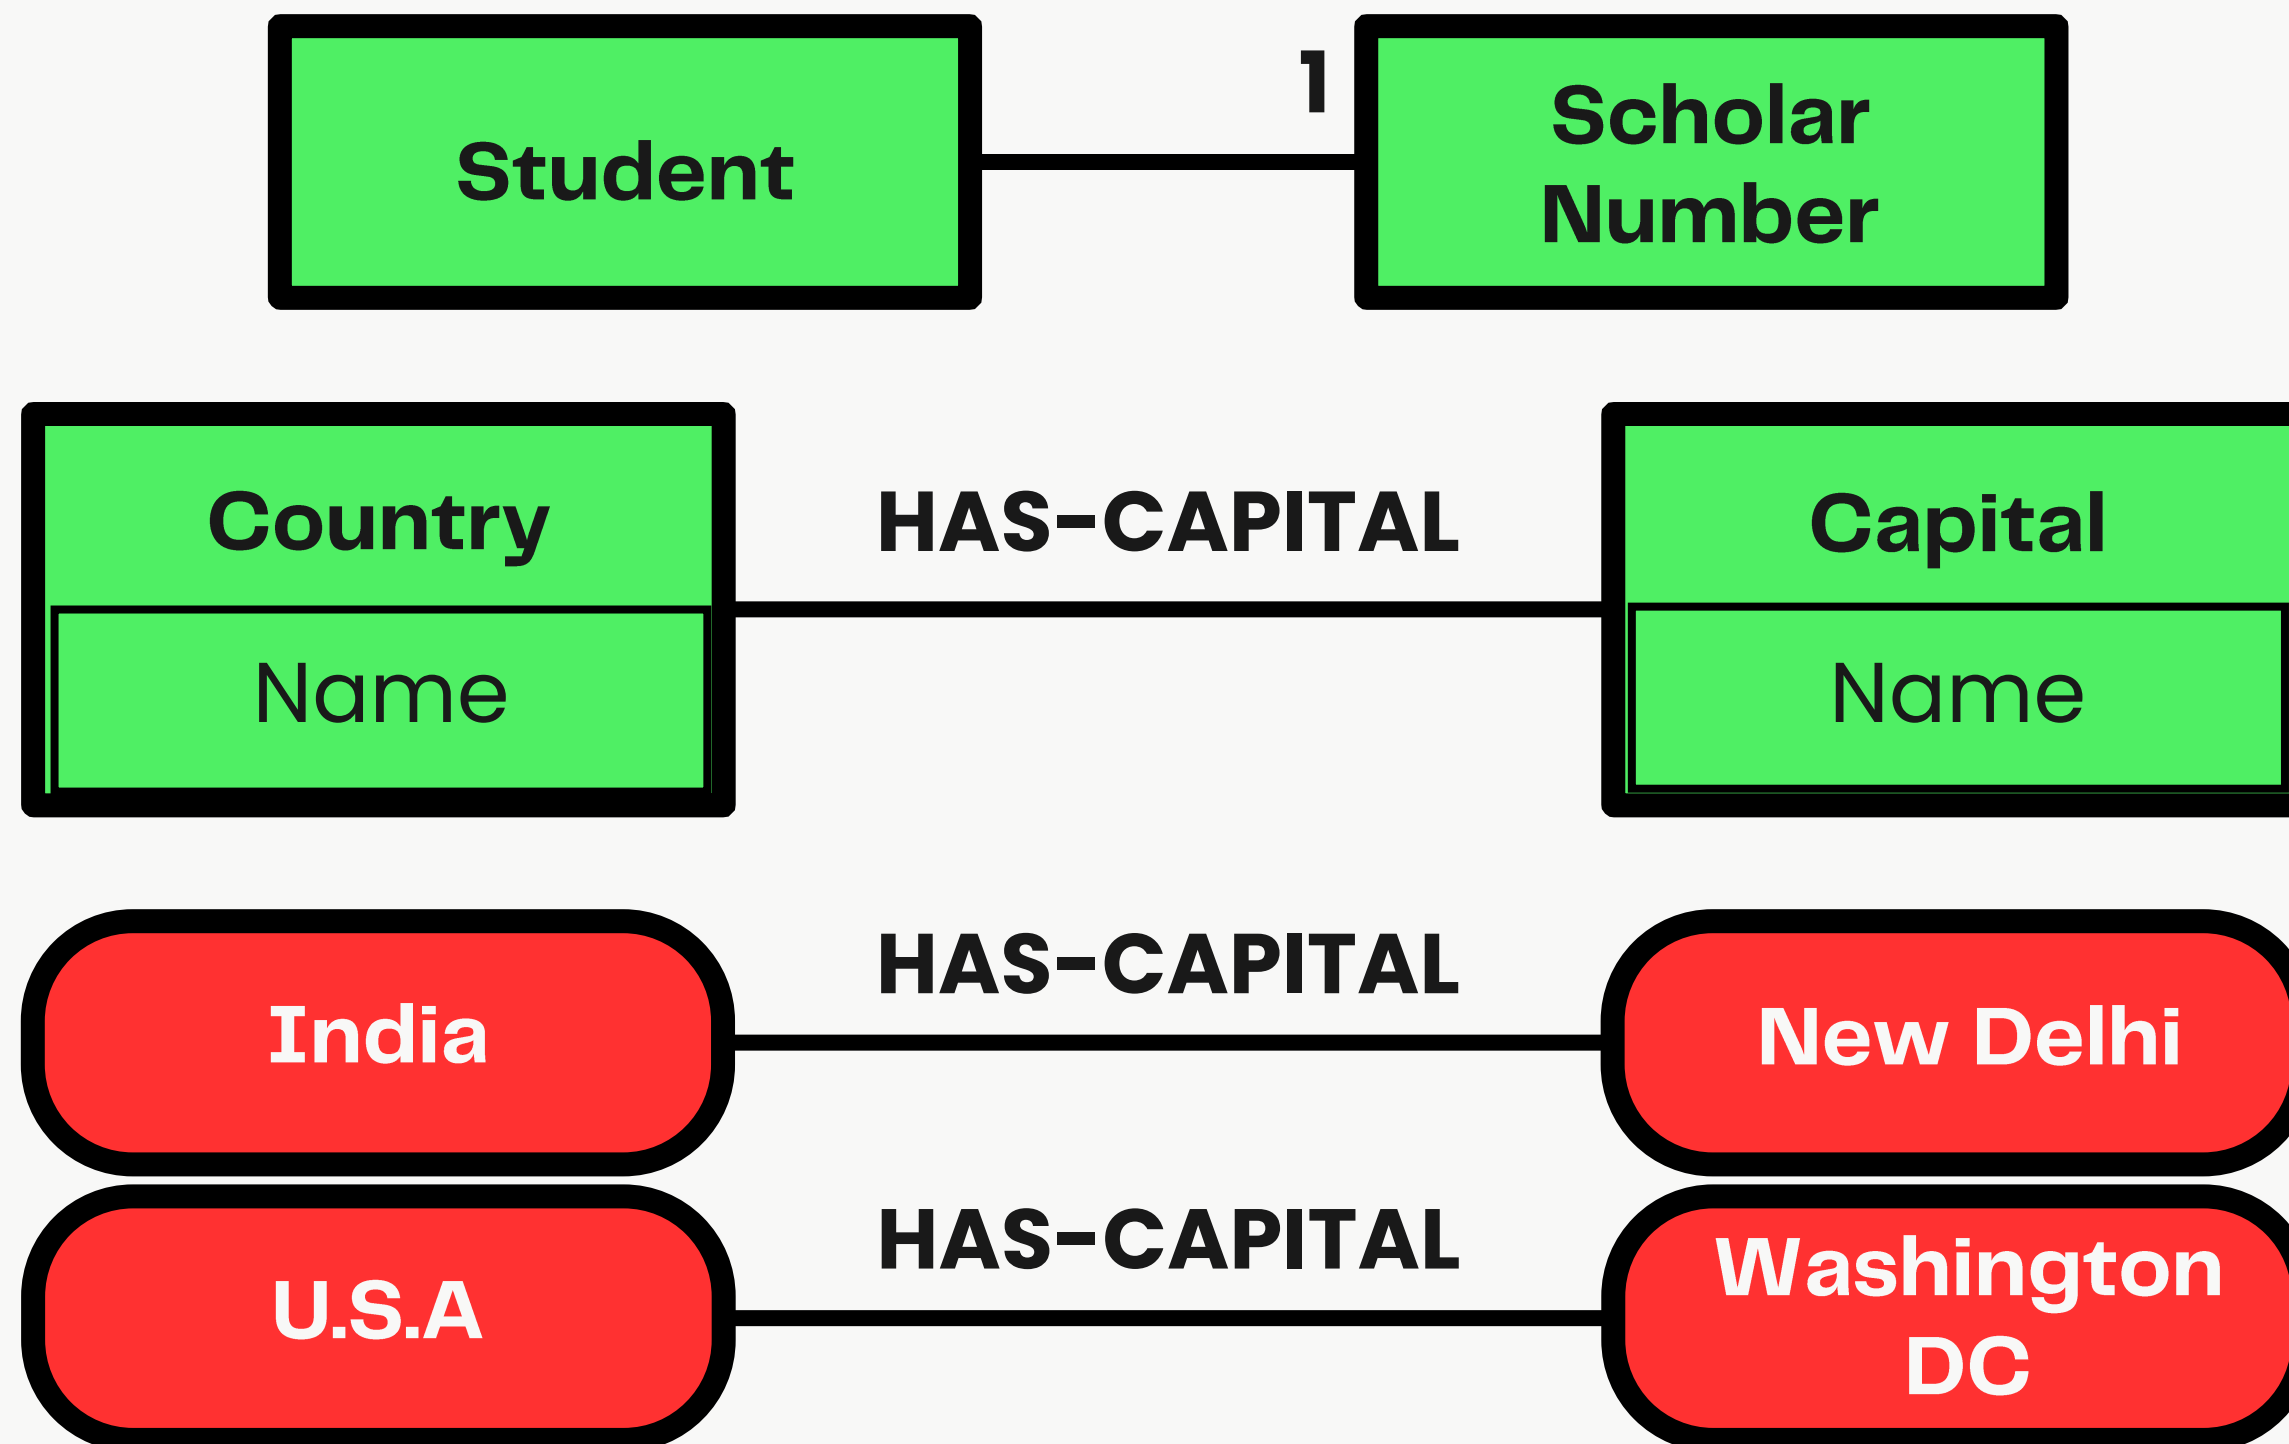 Student
1
Scholar
Number
Country
HAS-CAPITAL
Capital
Name
Name
India
HAS-CAPITAL
New Delhi
U.S.A
HAS-CAPITAL
Washington
DC